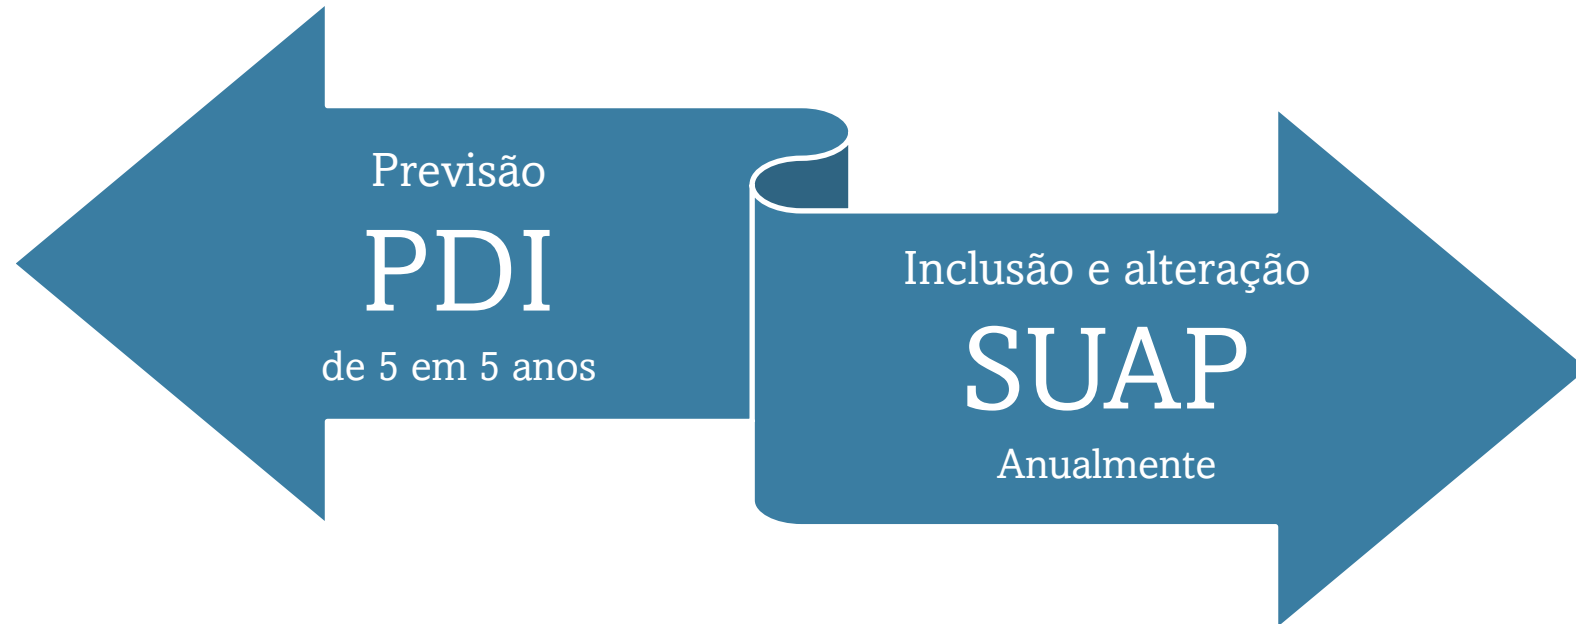 Previsão
PDI
de 5 em 5 anos
Inclusão e alteração
SUAP
Anualmente